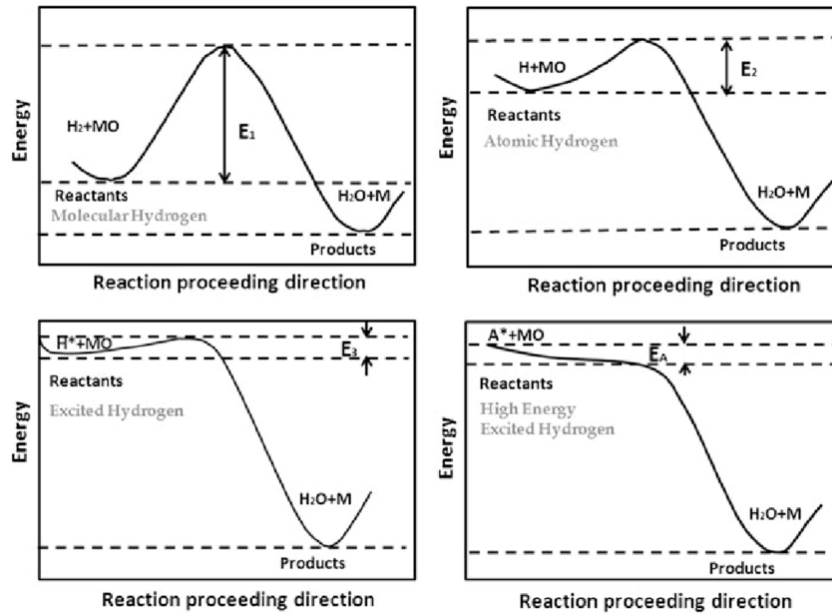 Energy
H₂+MO
E₁
Reactants
Molecular Hydrogen
H₂O+M
Products
Reaction proceeding direction
Energy
H+MO
E₂
Reactants
Atomic Hydrogen
H₂O+M
Products
Reaction proceeding direction
Energy
H*+MO
E₃
Reactants
Excited Hydrogen
H₂O+M
Products
Reaction proceeding direction
Energy
A*+MO
E_A
Reactants
High Energy
Excited Hydrogen
H₂O+M
Products
Reaction proceeding direction